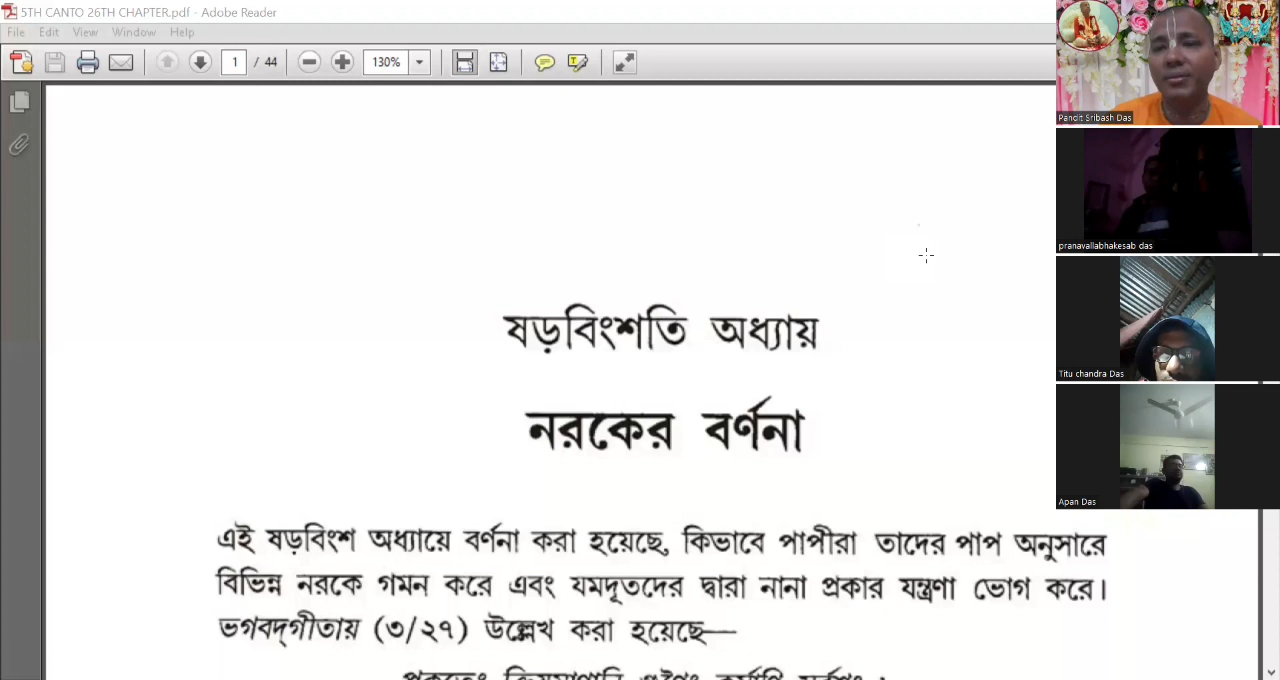 5TH CANTO 26TH CHAPTER.pdf - Adobe Reader
File Edit View Window Help
1 / 44 130%
ষড়বিংশতি অধ্যায়
নরকের বর্ণনা
এই ষড়বিংশ অধ্যায়ে বর্ণনা করা হয়েছে, কিভাবে পাপীরা তাদের পাপ অনুসারে
বিভিন্ন নরকে গমন করে এবং যমদূতদের দ্বারা নানা প্রকার যন্ত্রণা ভোগ করে।
ভগবদ্‌গীতায় (৩/২৭) উল্লেখ করা হয়েছে—
Pandit Sribash Das
pranavallabhakesab das
Titu chandra Das
Apan Das